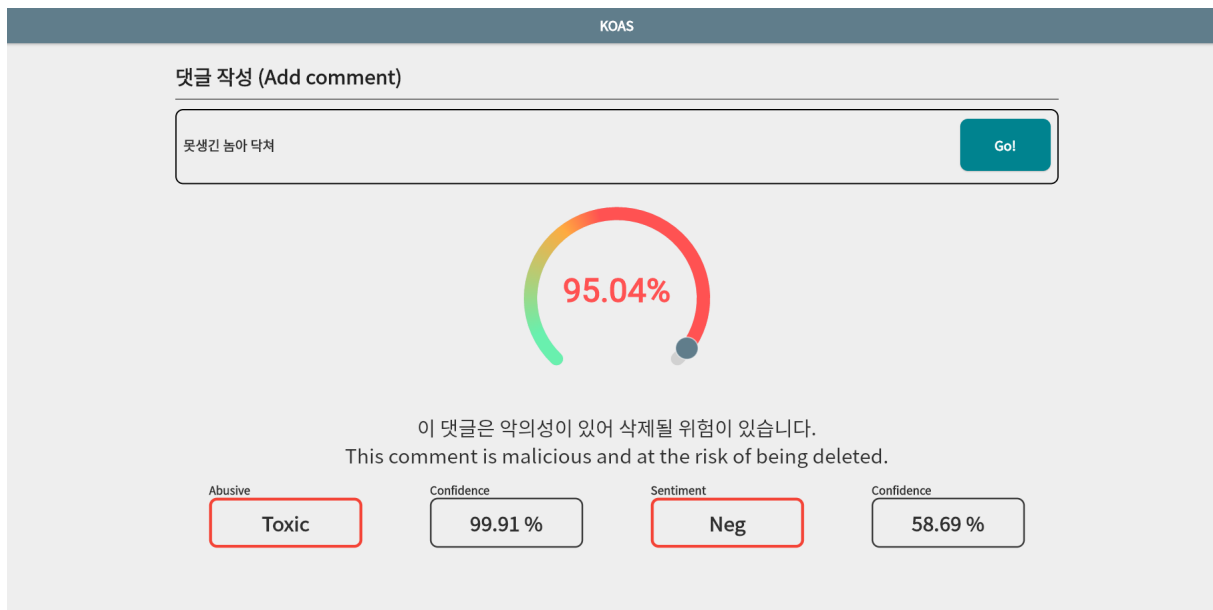 KOAS
댓글 작성 (Add comment)
못생긴 놈아 닥쳐
Go!
95.04%
이 댓글은 악의성이 있어 삭제될 위험이 있습니다.
This comment is malicious and at the risk of being deleted.
Abusive Confidence Sentiment Confidence
Toxic 99.91 % Neg 58.69 %